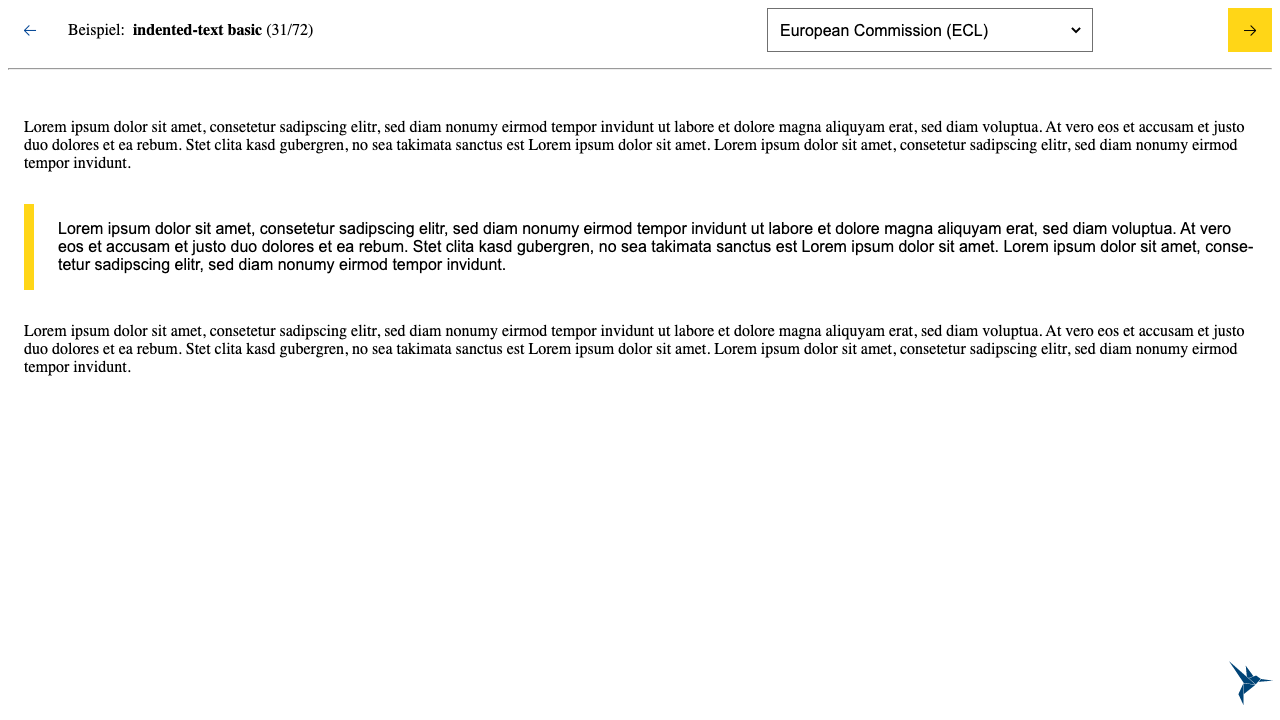 ← Beispiel: indented-text basic (31/72) European Commission (ECL) →
Lorem ipsum dolor sit amet, consetetur sadipscing elitr, sed diam nonumy eirmod tempor invidunt ut labore et dolore magna aliquyam erat, sed diam voluptua. At vero eos et accusam et justo
duo dolores et ea rebum. Stet clita kasd gubergren, no sea takimata sanctus est Lorem ipsum dolor sit amet. Lorem ipsum dolor sit amet, consetetur sadipscing elitr, sed diam nonumy eirmod
tempor invidunt.
Lorem ipsum dolor sit amet, consetetur sadipscing elitr, sed diam nonumy eirmod tempor invidunt ut labore et dolore magna aliquyam erat, sed diam voluptua. At vero
eos et accusam et justo duo dolores et ea rebum. Stet clita kasd gubergren, no sea takimata sanctus est Lorem ipsum dolor sit amet. Lorem ipsum dolor sit amet, conse-
tetur sadipscing elitr, sed diam nonumy eirmod tempor invidunt.
Lorem ipsum dolor sit amet, consetetur sadipscing elitr, sed diam nonumy eirmod tempor invidunt ut labore et dolore magna aliquyam erat, sed diam voluptua. At vero eos et accusam et justo
duo dolores et ea rebum. Stet clita kasd gubergren, no sea takimata sanctus est Lorem ipsum dolor sit amet. Lorem ipsum dolor sit amet, consetetur sadipscing elitr, sed diam nonumy eirmod
tempor invidunt.